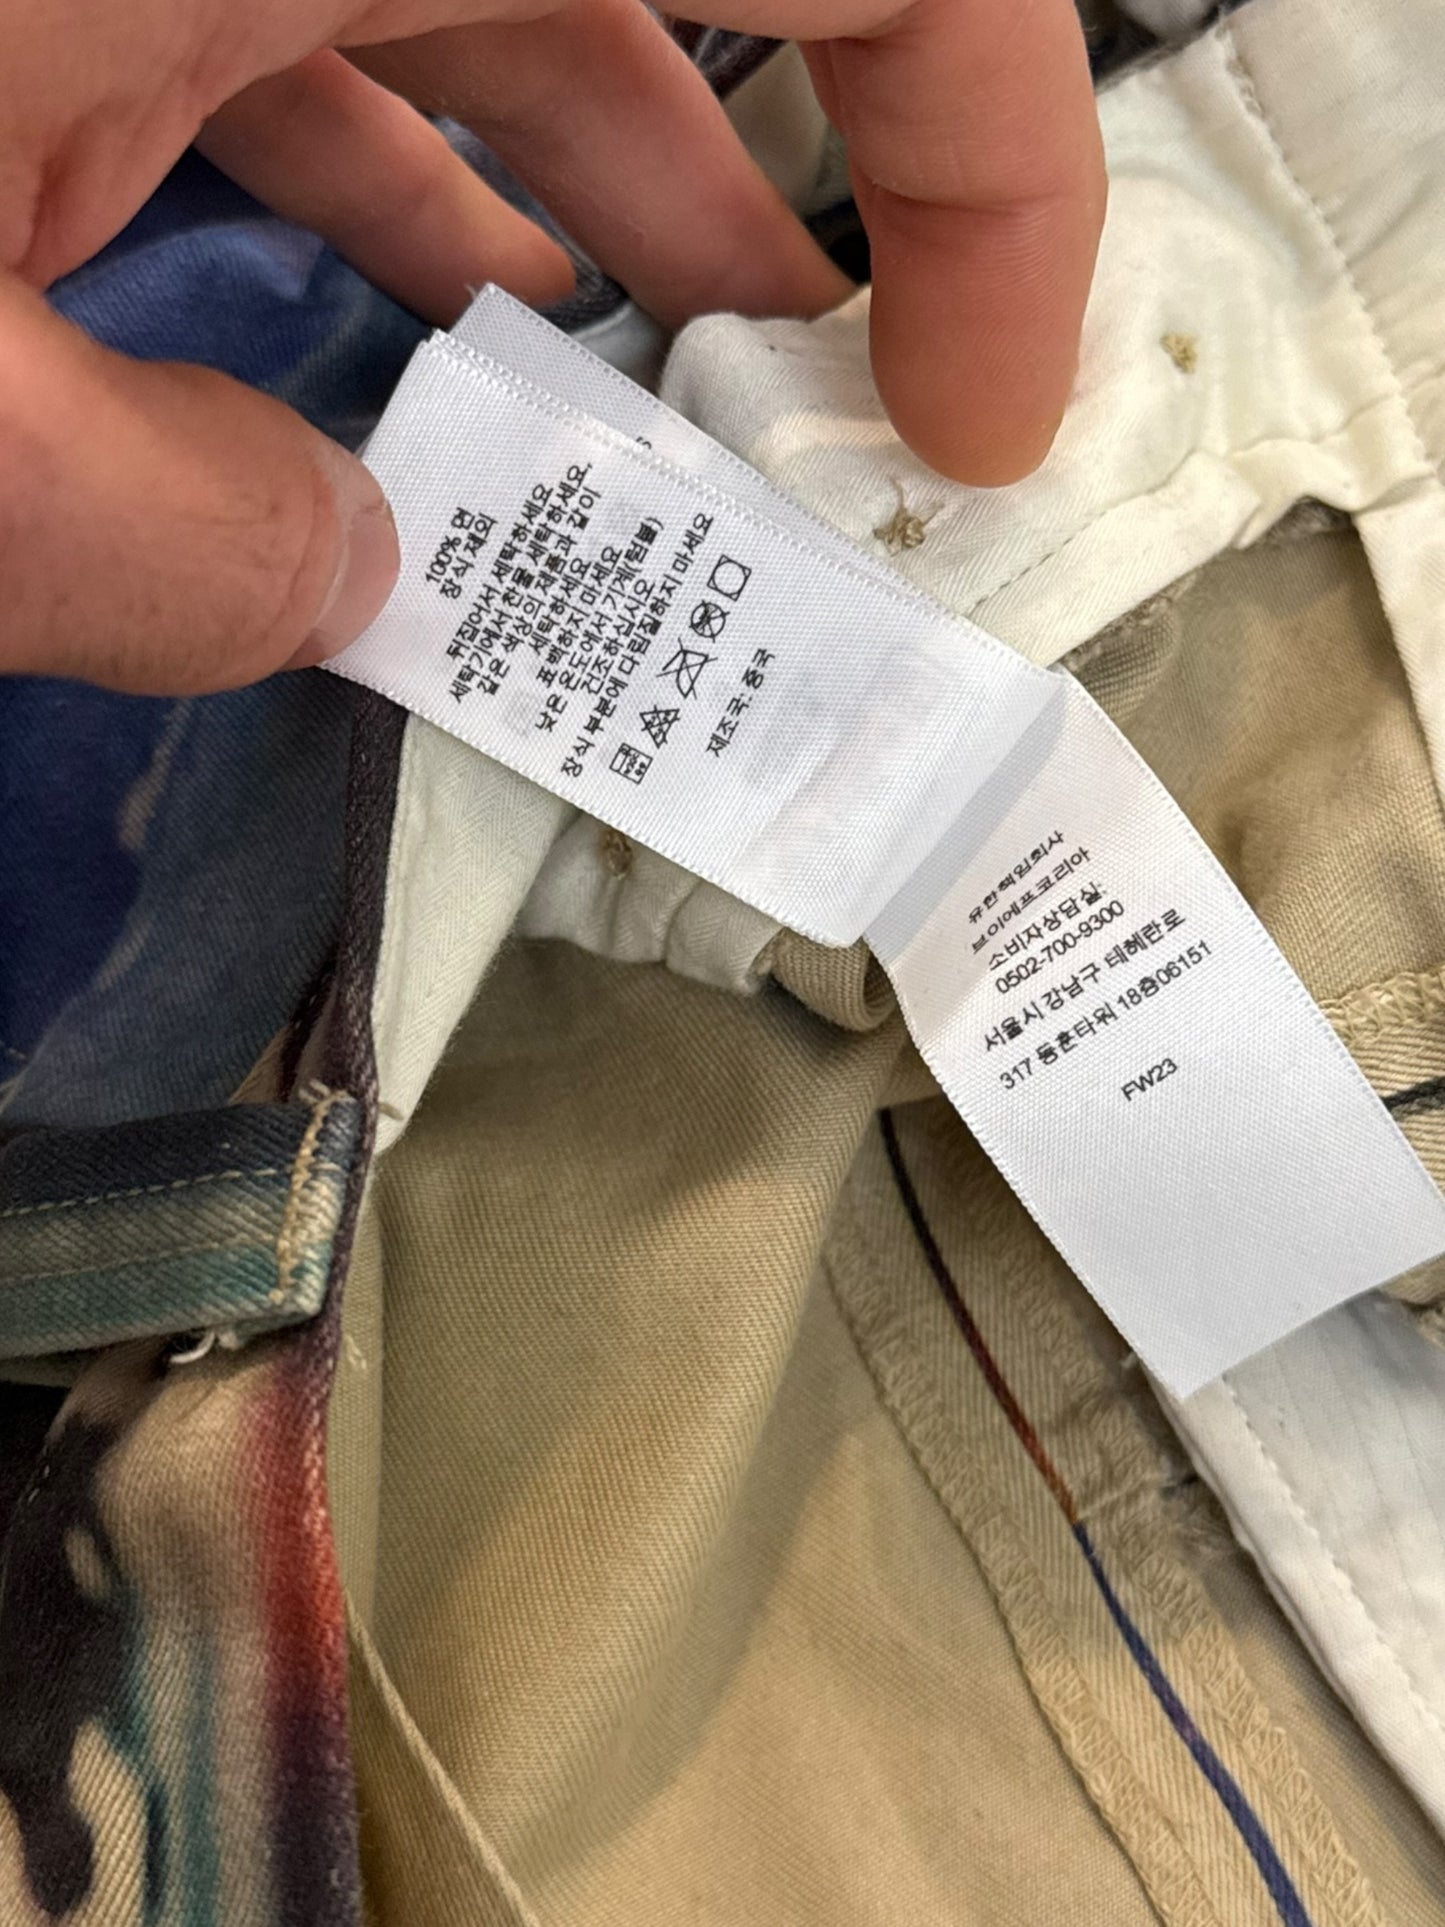 100% 면
장식 제외
뒤집어서 세탁하세요
세탁기에서 찬물 세탁하세요,
같은 색상의 제품과 같이
세탁하세요
표백하지 마세요
낮은 온도에서 기계(텀블)
건조하십시오
장식 부분에 다림질하지 마세요
제조국: 중국
유한책임회사
브이에프코리아
소비자상담실:
0502-700-9300
서울시 강남구 테헤란로
317 동훈타워 18층06151
FW23